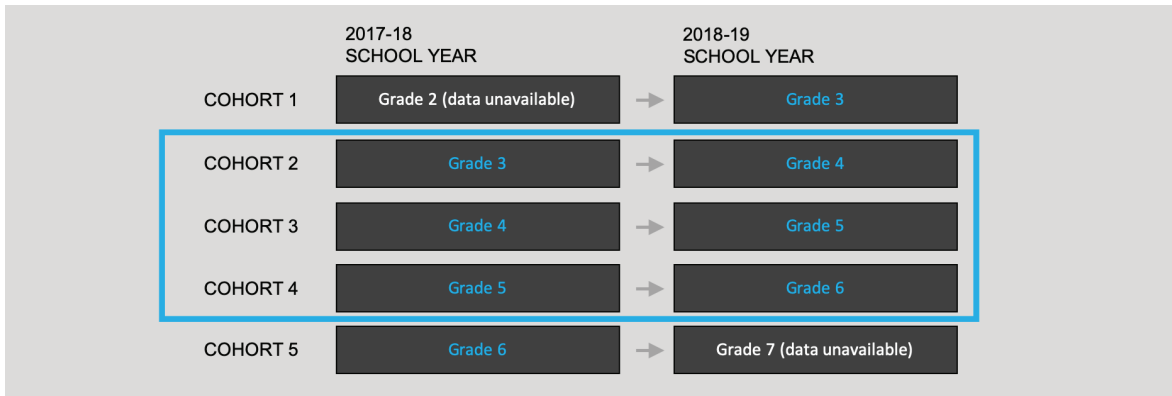 2017-18
SCHOOL YEAR
2018-19
SCHOOL YEAR
COHORT 1
Grade 2 (data unavailable)
Grade 3
COHORT 2
Grade 3
Grade 4
COHORT 3
Grade 4
Grade 5
COHORT 4
Grade 5
Grade 6
COHORT 5
Grade 6
Grade 7 (data unavailable)